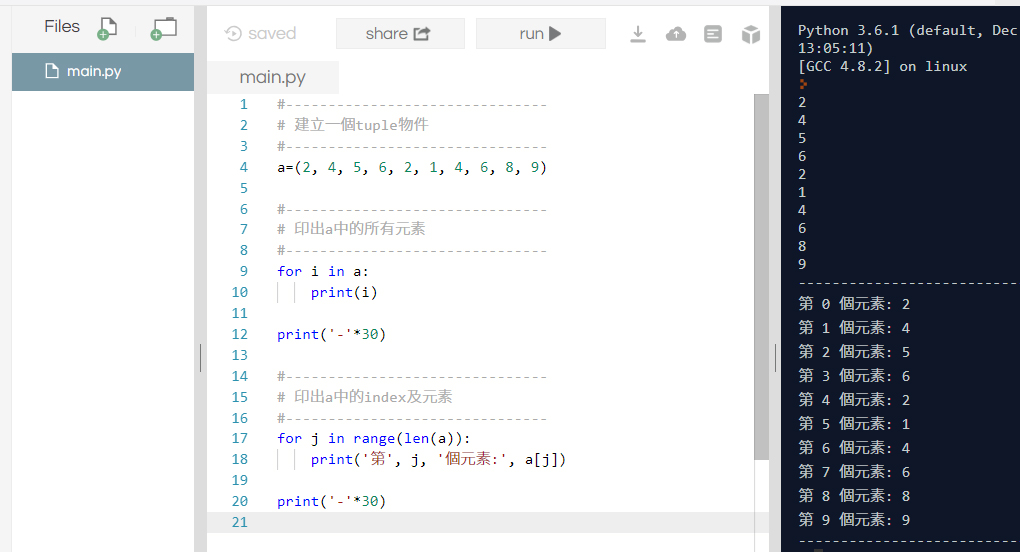 Files
main.py
saved
share
run
main.py
1 #-------------------------------
2 # 建立一個tuple物件
3 #-------------------------------
4 a=(2, 4, 5, 6, 2, 1, 4, 6, 8, 9)
5
6 #-------------------------------
7 # 印出a中的所有元素
8 #-------------------------------
9 for i in a:
10     print(i)
11
12 print('-'*30)
13
14 #-------------------------------
15 # 印出a中的index及元素
16 #-------------------------------
17 for j in range(len(a)):
18     print('第', j, '個元素:', a[j])
19
20 print('-'*30)
21
Python 3.6.1 (default, Dec
13:05:11)
[GCC 4.8.2] on linux
2
4
5
6
2
1
4
6
8
9
--------------------------
第 0 個元素: 2
第 1 個元素: 4
第 2 個元素: 5
第 3 個元素: 6
第 4 個元素: 2
第 5 個元素: 1
第 6 個元素: 4
第 7 個元素: 6
第 8 個元素: 8
第 9 個元素: 9
--------------------------